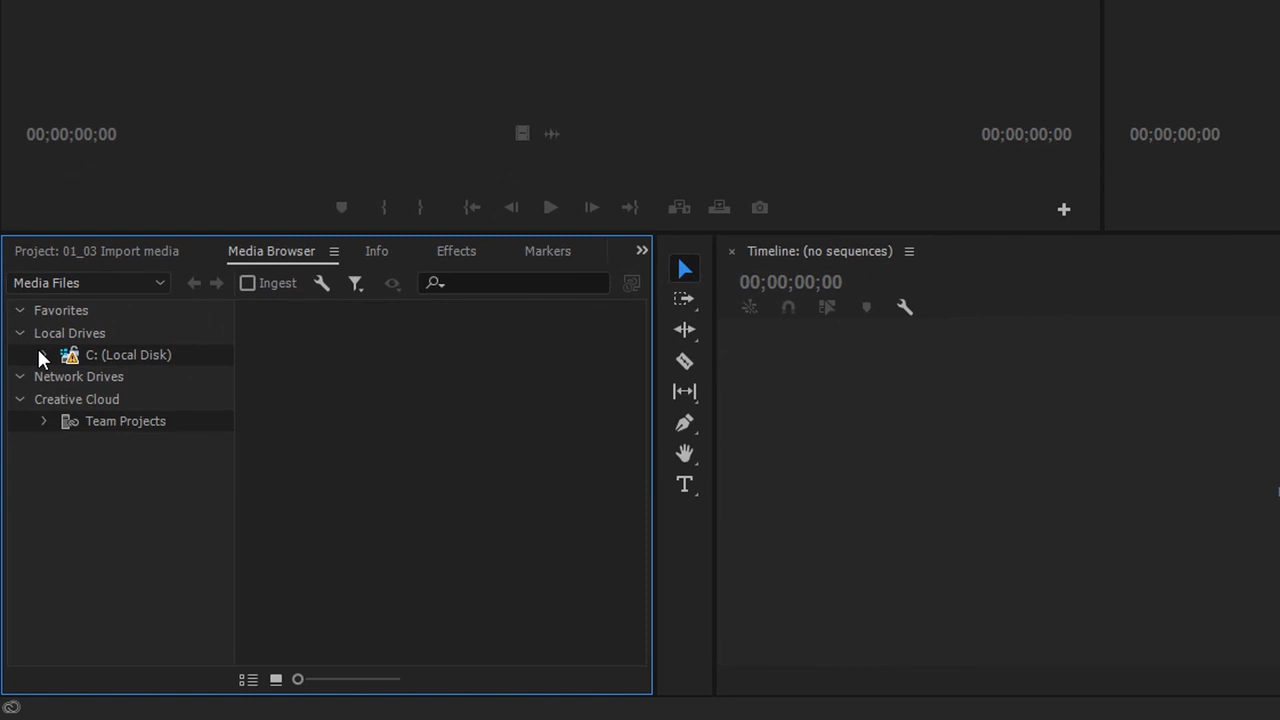 00;00;00;00
00;00;00;00
00;00;00;00
Project: 01_03 Import media
Media Browser
Info
Effects
Markers
Media Files
Ingest
Favorites
Local Drives
C: (Local Disk)
Network Drives
Creative Cloud
Team Projects
Timeline: (no sequences)
00;00;00;00